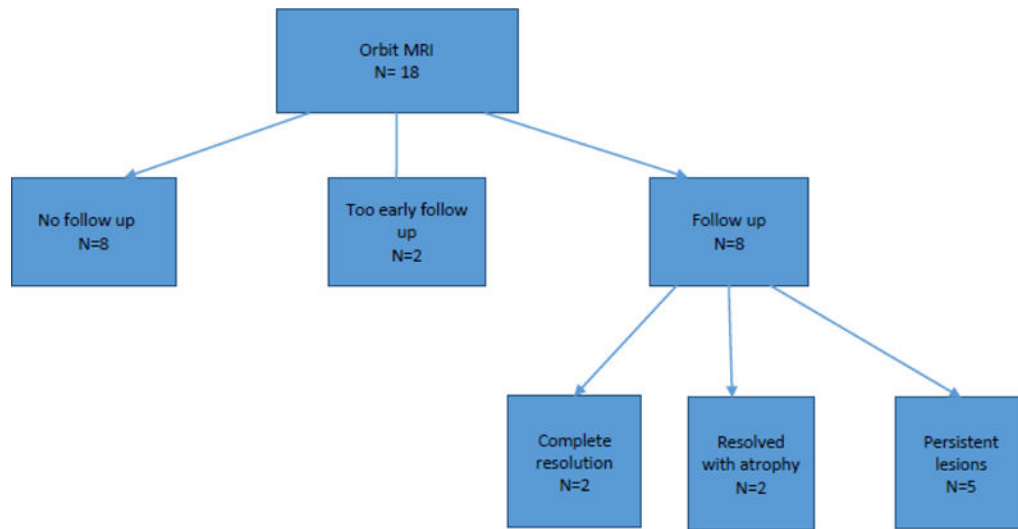 Orbit MRI
N= 18
No follow up
N=8
Too early follow
up
N=2
Follow up
N=8
Complete
resolution
N=2
Resolved
with atrophy
N=2
Persistent
lesions
N=5